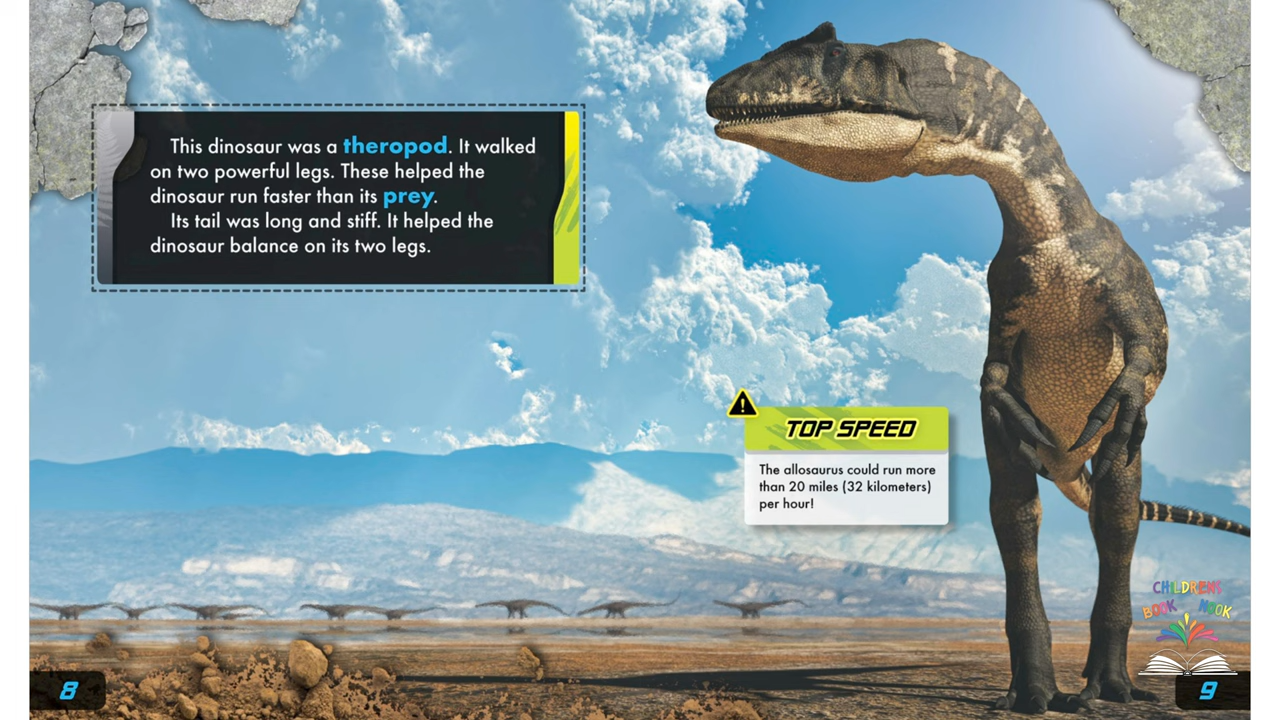 This dinosaur was a theropod. It walked
on two powerful legs. These helped the
dinosaur run faster than its prey.
Its tail was long and stiff. It helped the
dinosaur balance on its two legs.
TOP SPEED
The allosaurus could run more
than 20 miles (32 kilometers)
per hour!
CHILDRENS
BOOK NOOK
8
9